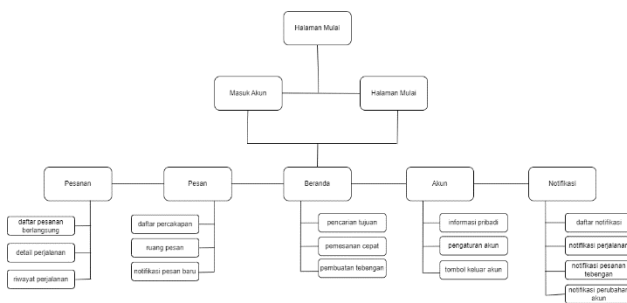 Halaman Mulai
Masuk Akun
Halaman Mulai
Pesanan
Pesan
Beranda
Akun
Notifikasi
daftar pesanan
berlangsung
detail perjalanan
riwayat perjalanan
daftar percakapan
ruang pesan
notifikasi pesan baru
pencarian tujuan
pemesanan cepat
pembuatan tebengan
informasi pribadi
pengaturan akun
tombol keluar akun
daftar notifikasi
notifikasi perjalanan
notifikasi pesanan
tebengan
notifikasi perubahan
akun